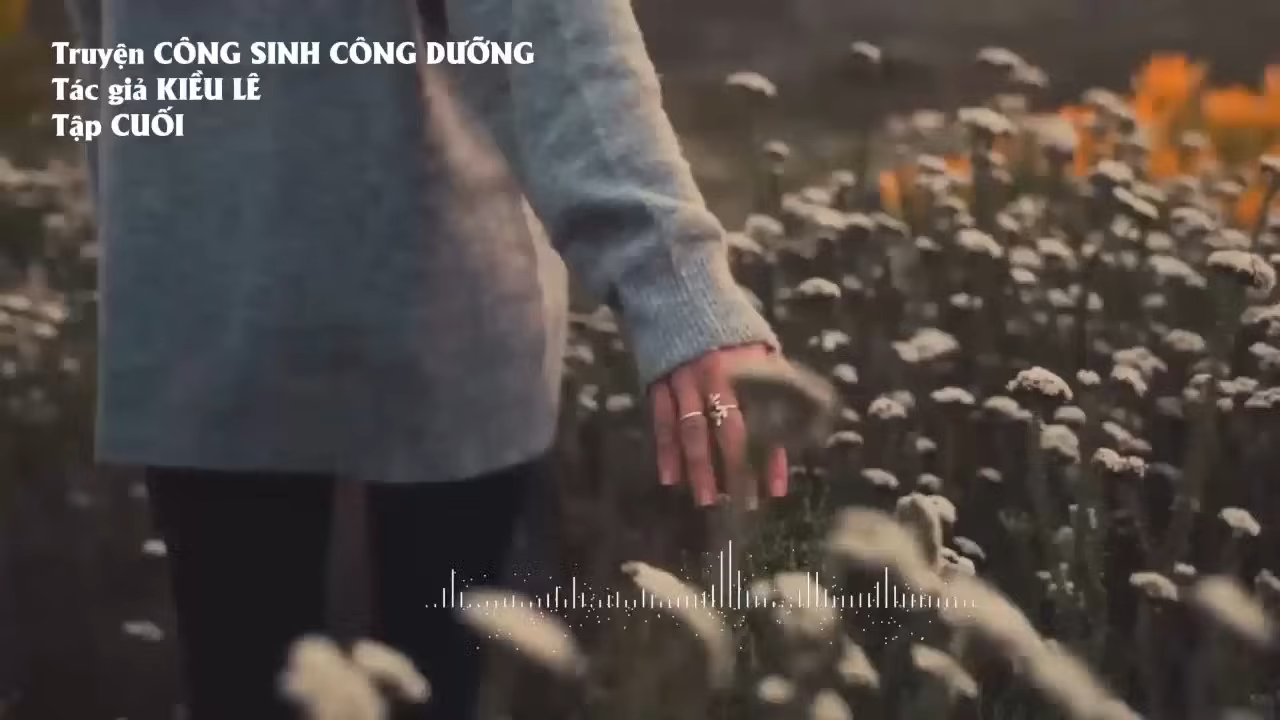 Truyện CÔNG SINH CÔNG DƯỠNG
Tác giả KIỀU LÊ
Tập CUỐI